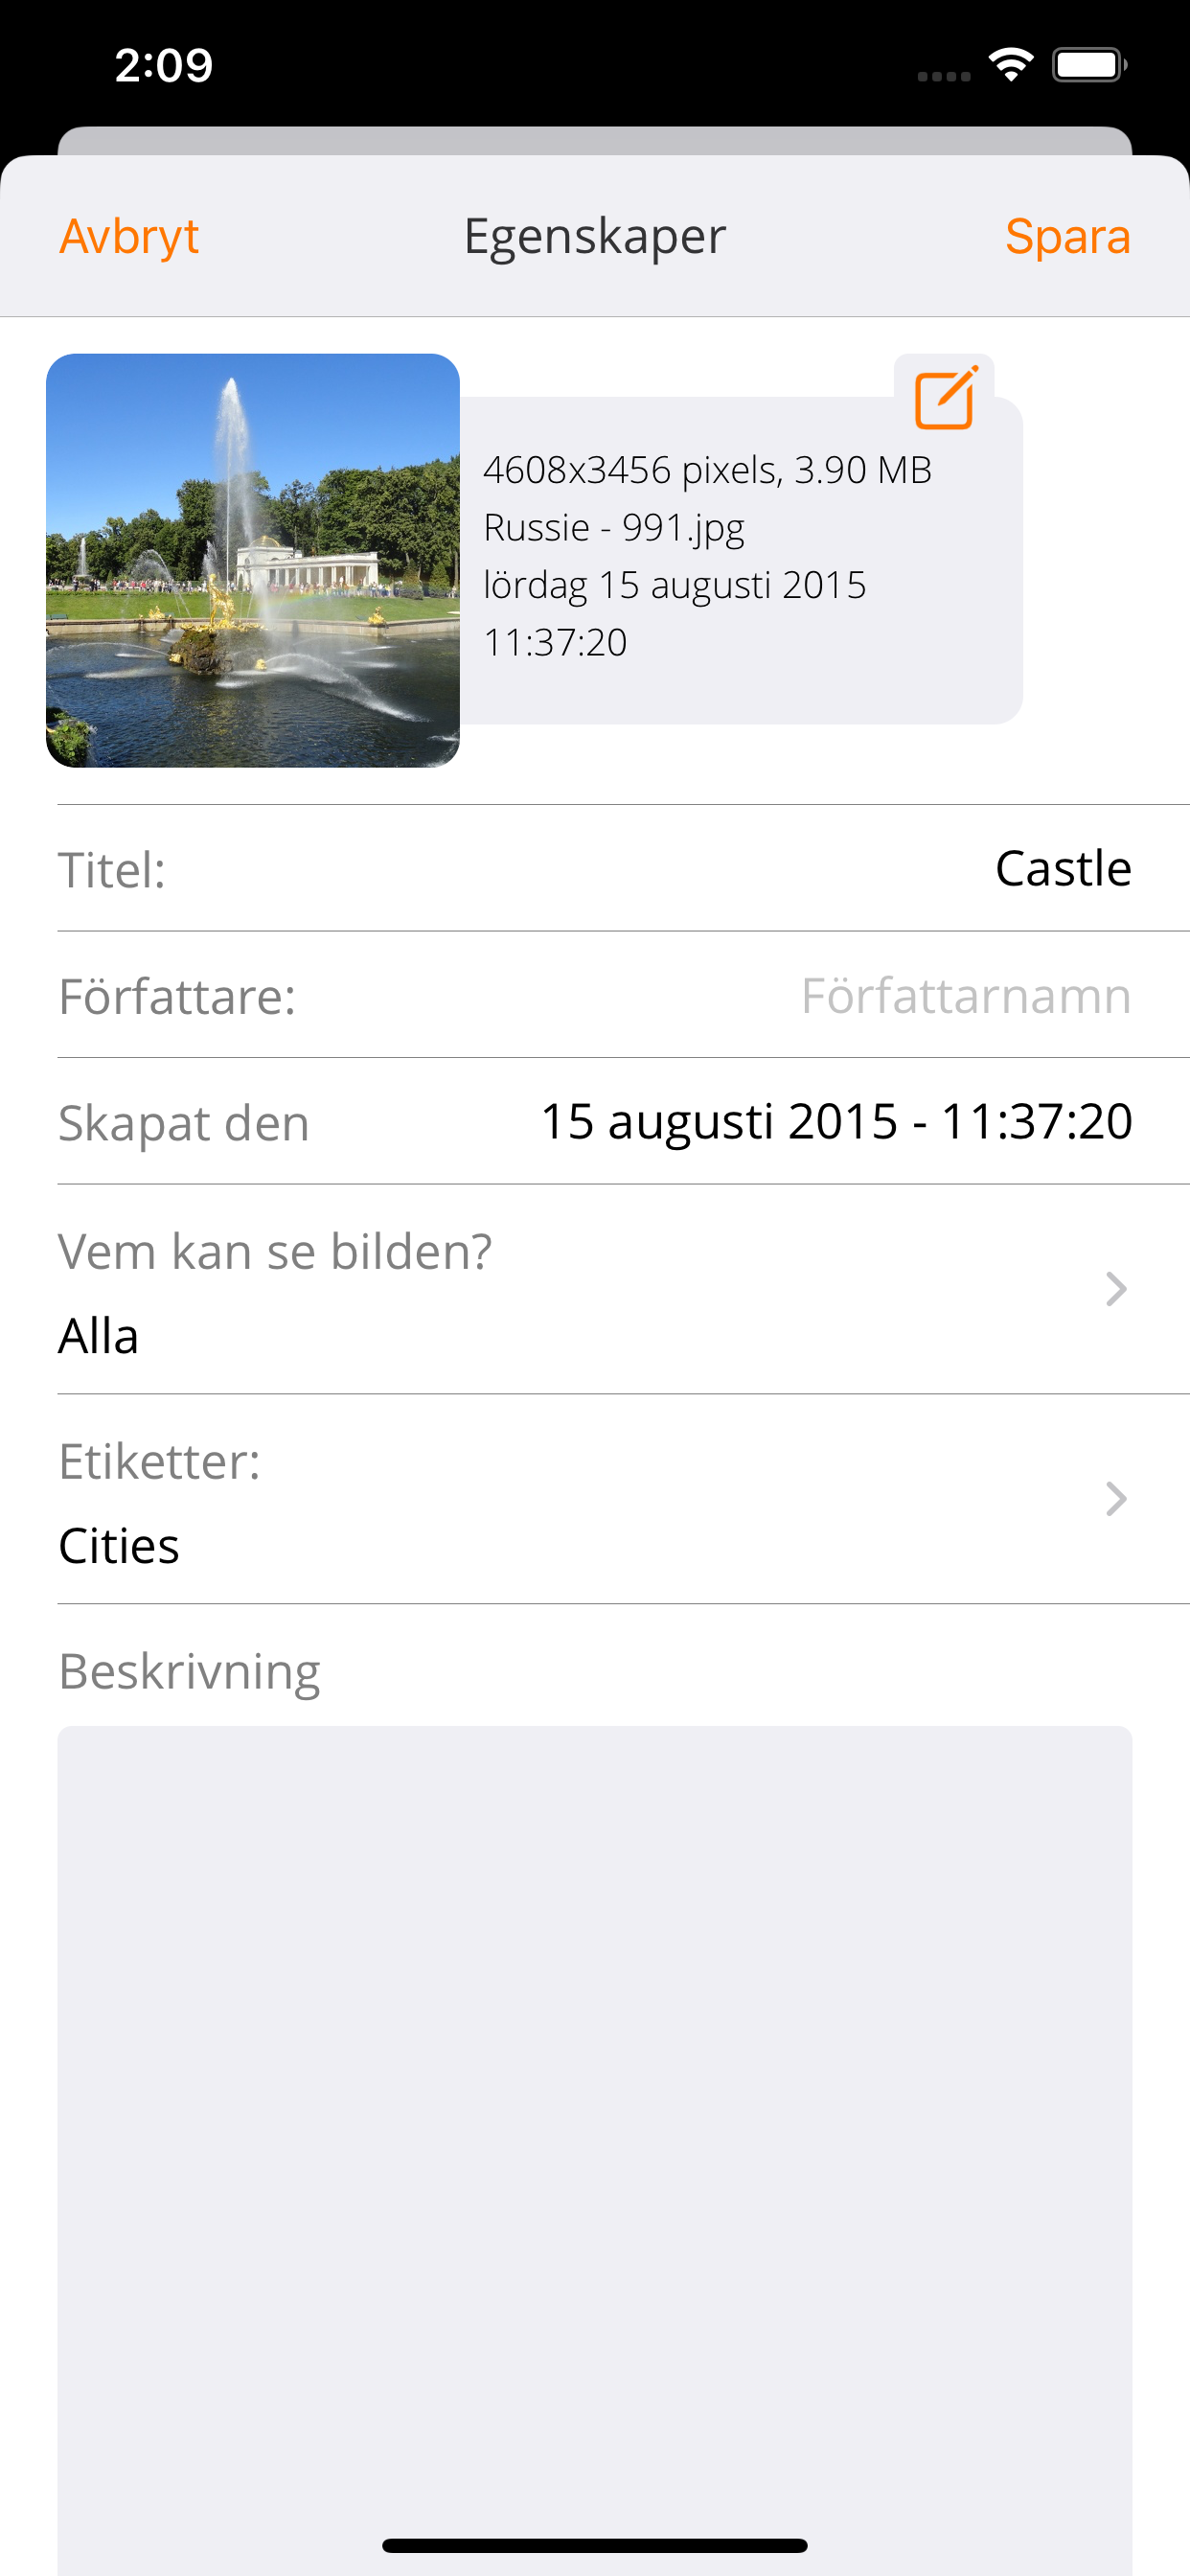 2:09
Avbryt
Egenskaper
Spara
4608x3456 pixels, 3.90 MB
Russie - 991.jpg
lördag 15 augusti 2015
11:37:20
Titel:
Castle
Författare:
Författarnamn
Skapat den
15 augusti 2015 - 11:37:20
Vem kan se bilden?
Alla
Etiketter:
Cities
Beskrivning